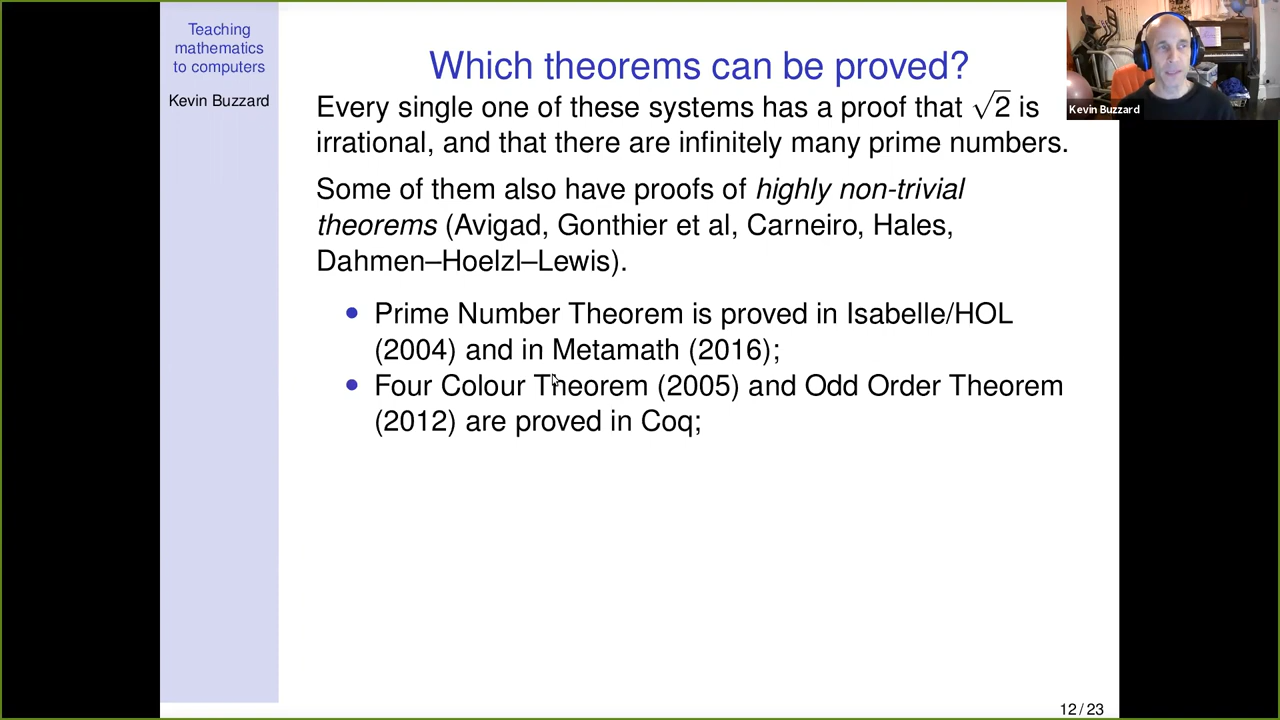 Teaching
mathematics
to computers
Kevin Buzzard
Which theorems can be proved?
Every single one of these systems has a proof that √2 is
irrational, and that there are infinitely many prime numbers.
Some of them also have proofs of highly non-trivial
theorems (Avigad, Gonthier et al, Carneiro, Hales,
Dahmen–Hoelzl–Lewis).
• Prime Number Theorem is proved in Isabelle/HOL
(2004) and in Metamath (2016);
• Four Colour Theorem (2005) and Odd Order Theorem
(2012) are proved in Coq;
12 / 23
Kevin Buzzard